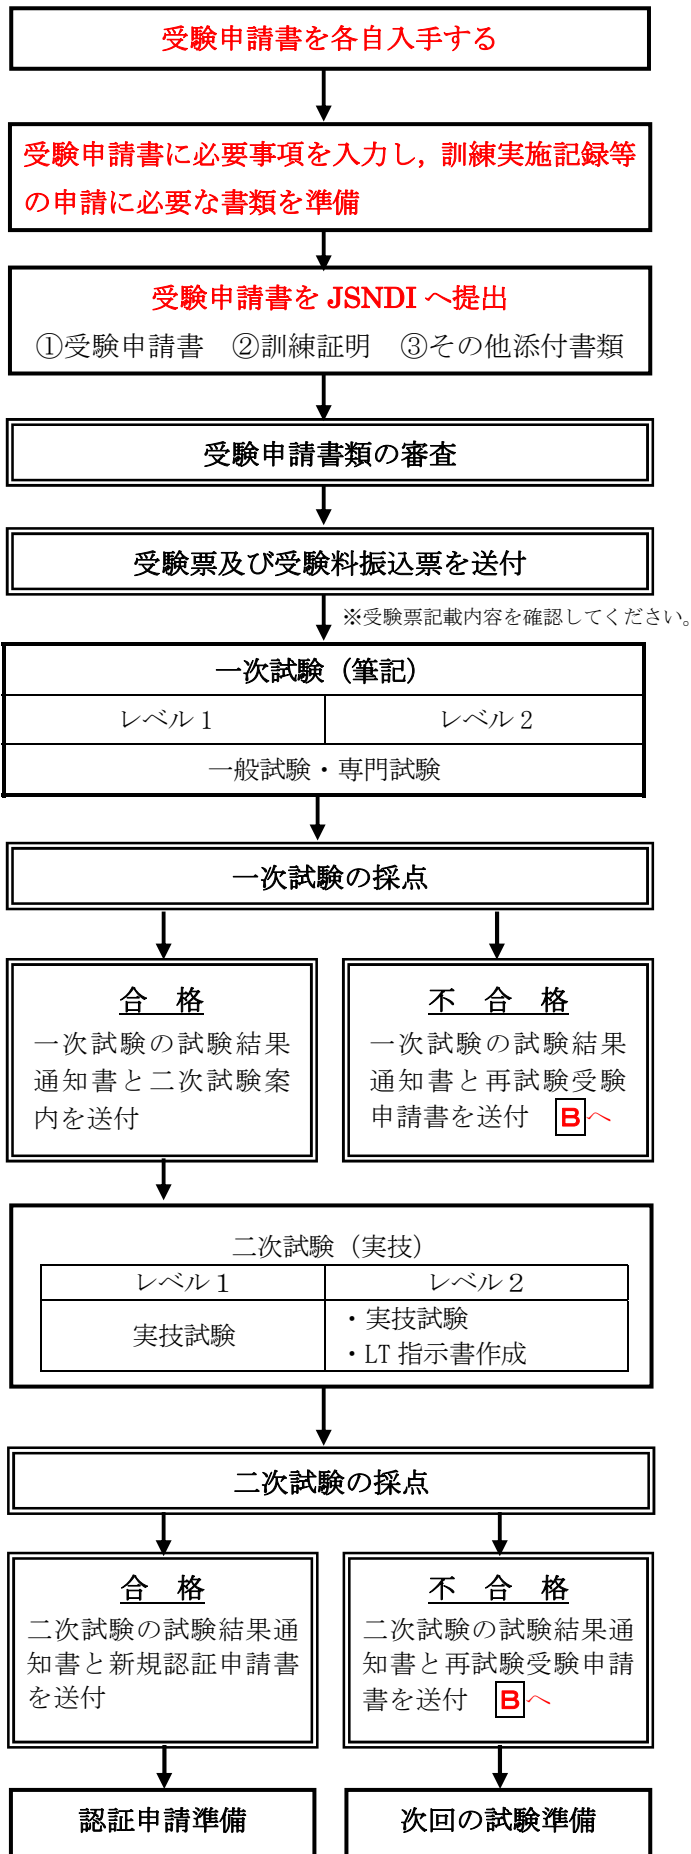 受験申請書を各自入手する
受験申請書に必要事項を入力し，訓練実施記録等
の申請に必要な書類を準備
受験申請書を JSNDI へ提出
①受験申請書　②訓練証明　③その他添付書類
受験申請書類の審査
受験票及び受験料振込票を送付
※受験票記載内容を確認してください。
一次試験（筆記）
レベル 1　レベル 2
一般試験・専門試験
一次試験の採点
合　格
一次試験の試験結果
通知書と二次試験案
内を送付
不　合　格
一次試験の試験結果
通知書と再試験受験
申請書を送付　B へ
二次試験（実技）
レベル１　レベル２
実技試験
・実技試験
・LT 指示書作成
二次試験の採点
合　格
二次試験の試験結果通
知書と新規認証申請書
を送付
不　合　格
二次試験の試験結果通
知書と再試験受験申請
書を送付　B へ
認証申請準備
次回の試験準備